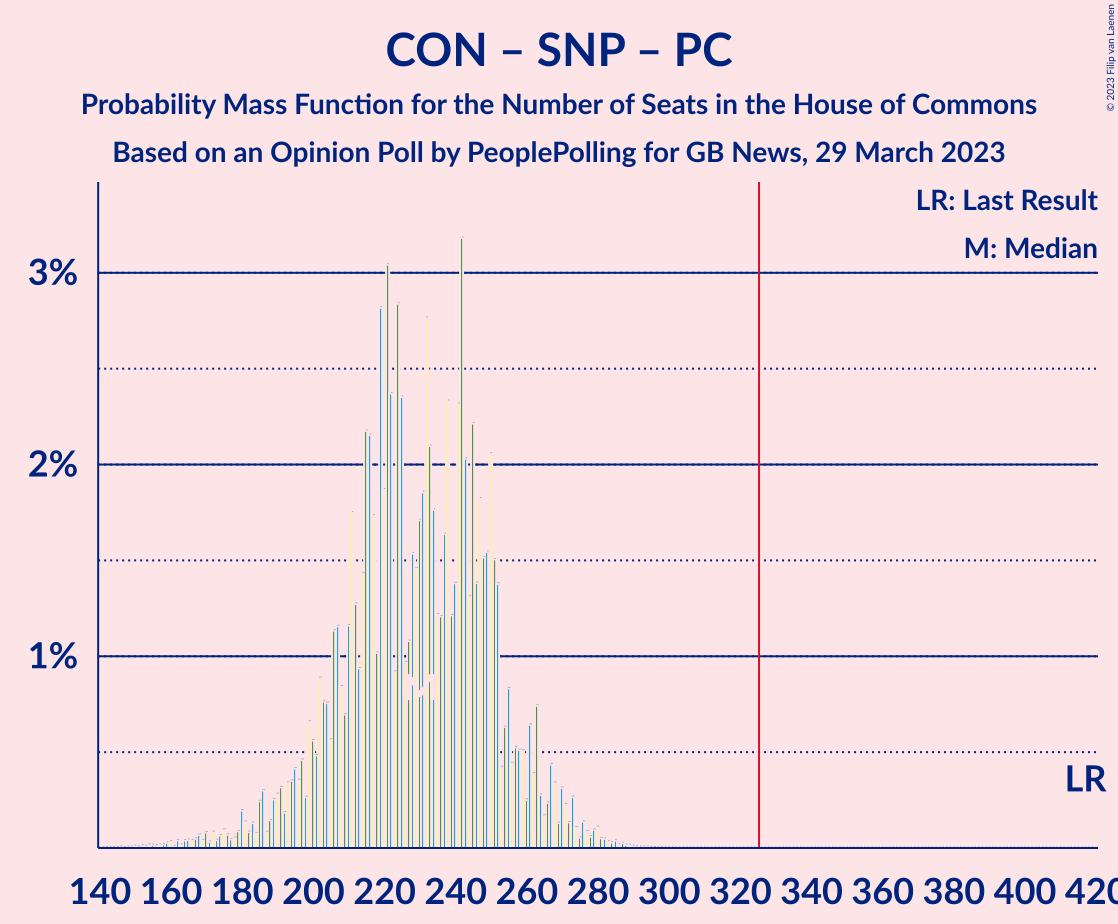 CON – SNP – PC
Probability Mass Function for the Number of Seats in the House of Commons
Based on an Opinion Poll by PeoplePolling for GB News, 29 March 2023
© 2023 Filip van Laenen
LR: Last Result
M: Median
3%
2%
1%
LR
140 160 180 200 220 240 260 280 300 320 340 360 380 400 420